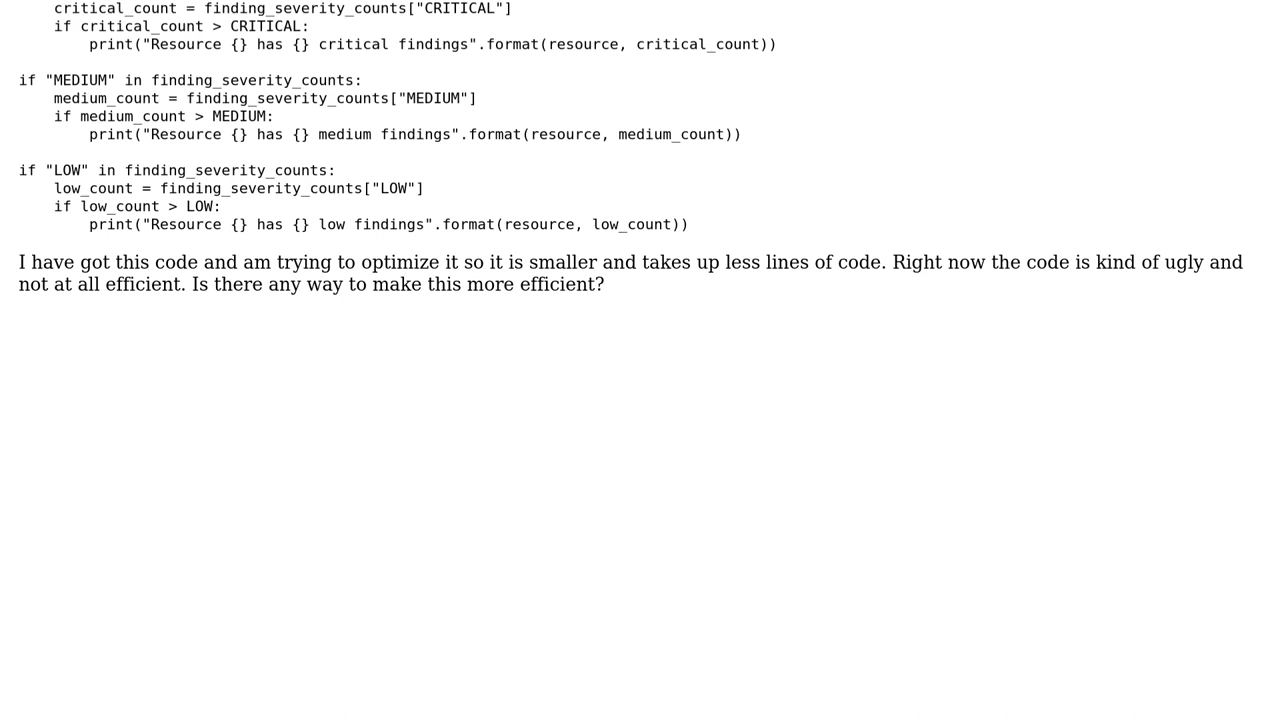 critical_count = finding_severity_counts["CRITICAL"]
    if critical_count > CRITICAL:
        print("Resource {} has {} critical findings".format(resource, critical_count))

if "MEDIUM" in finding_severity_counts:
    medium_count = finding_severity_counts["MEDIUM"]
    if medium_count > MEDIUM:
        print("Resource {} has {} medium findings".format(resource, medium_count))

if "LOW" in finding_severity_counts:
    low_count = finding_severity_counts["LOW"]
    if low_count > LOW:
        print("Resource {} has {} low findings".format(resource, low_count))

I have got this code and am trying to optimize it so it is smaller and takes up less lines of code. Right now the code is kind of ugly and
not at all efficient. Is there any way to make this more efficient?